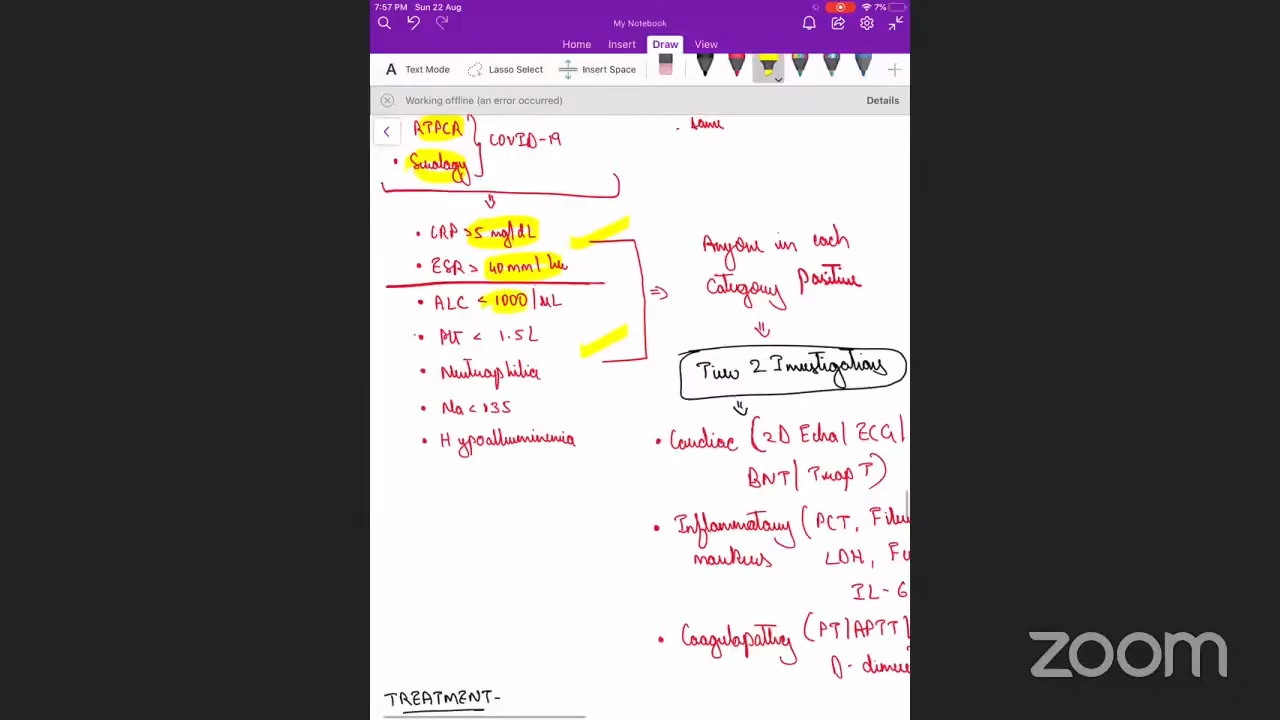 7:57 PM Sun 22 Aug
7%
My Notebook
Home Insert Draw View
A Text Mode Lasso Select Insert Space
Working offline (an error occurred) Details
RTPCR
• Serology
COVID-19
. same
• CRP > 5 mg/dL
• ESR > 40 mm/hr
• ALC < 1000/µL
• Plt < 1.5L
• Neutrophilia
• Na < 135
• Hypoalbuminemia
Anyone in each
category Positive
Tier 2 Investigations
• Cardiac (2D Echo/ ECG/
BNT/ Trop T)
• Inflammatory (PCT,
markers LDH,
IL-6
• Coagulopathy (PT/APTT/
D-dimer
TREATMENT-
zoom